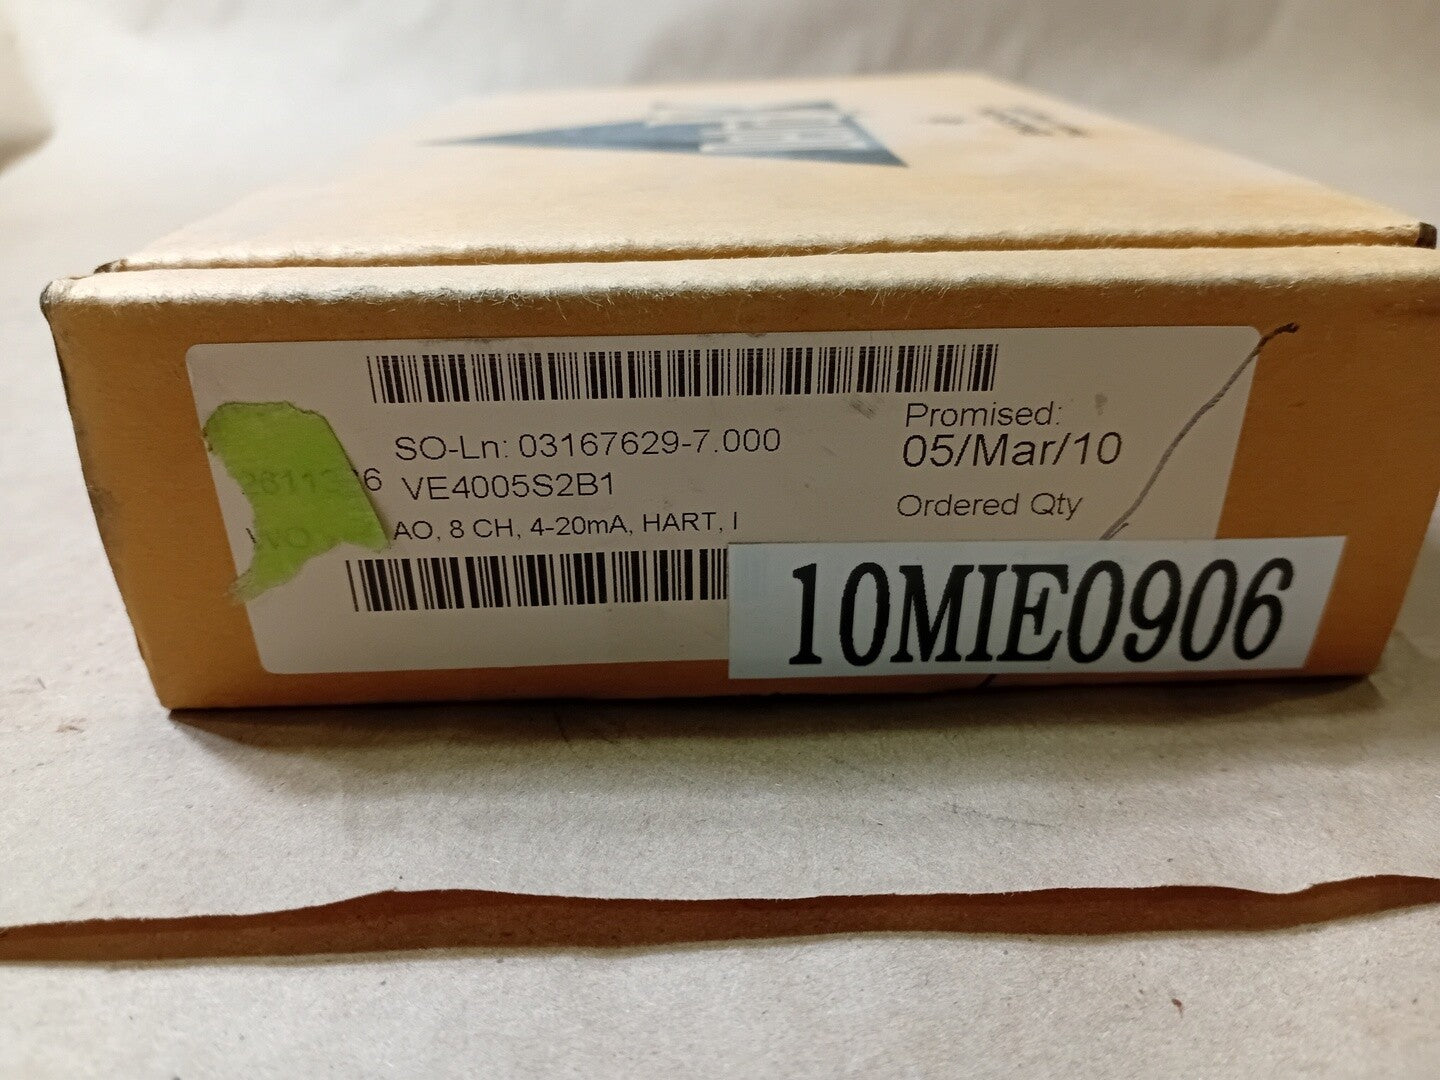 SO-Ln: 03167629-7.000
Promised:
05/Mar/10
VE4005S2B1
Ordered Qty
AO, 8 CH, 4-20mA, HART, I
10MIE0906